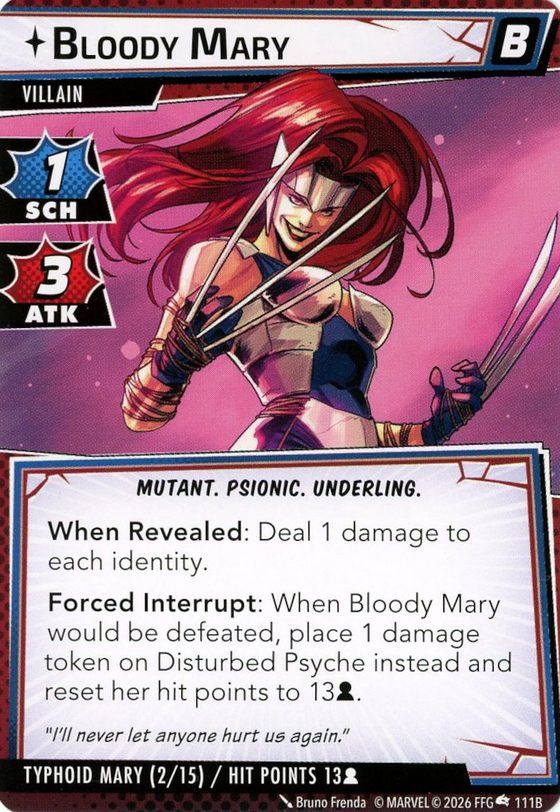 BLOODY MARY
B
VILLAIN
1
SCH
3
ATK
MUTANT. PSIONIC. UNDERLING.
When Revealed: Deal 1 damage to
each identity.
Forced Interrupt: When Bloody Mary
would be defeated, place 1 damage
token on Disturbed Psyche instead and
reset her hit points to 13.
"I'll never let anyone hurt us again."
TYPHOID MARY (2/15) / HIT POINTS 13
Bruno Frenda © MARVEL © 2026 FFG 111B